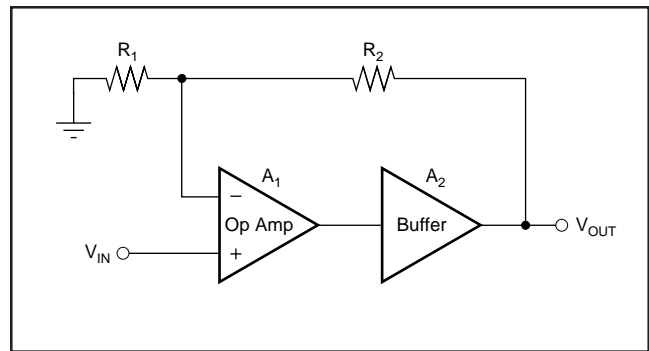 R1
R2
A1
A2
−
Op Amp
Buffer
VOUT
VIN
+